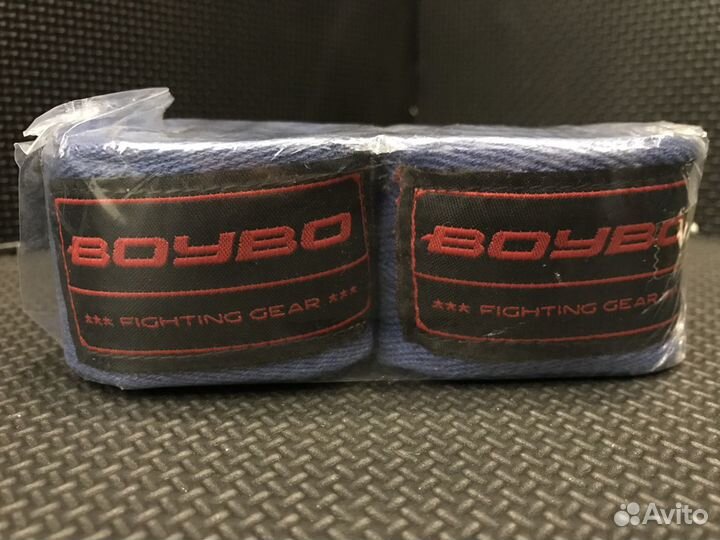 BOYBO
*** FIGHTING GEAR ***
BOYBO
*** FIGHTING GEAR
Avito